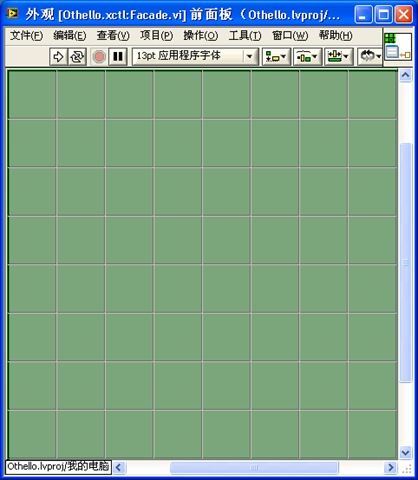 外观 [Othello.xctl:Facade.vi] 前面板（Othello.lvproj/...
文件(F) 编辑(E) 查看(V) 项目(P) 操作(O) 工具(T) 窗口(W) 帮助(H)
13pt 应用程序字体
Othello.lvproj/我的电脑